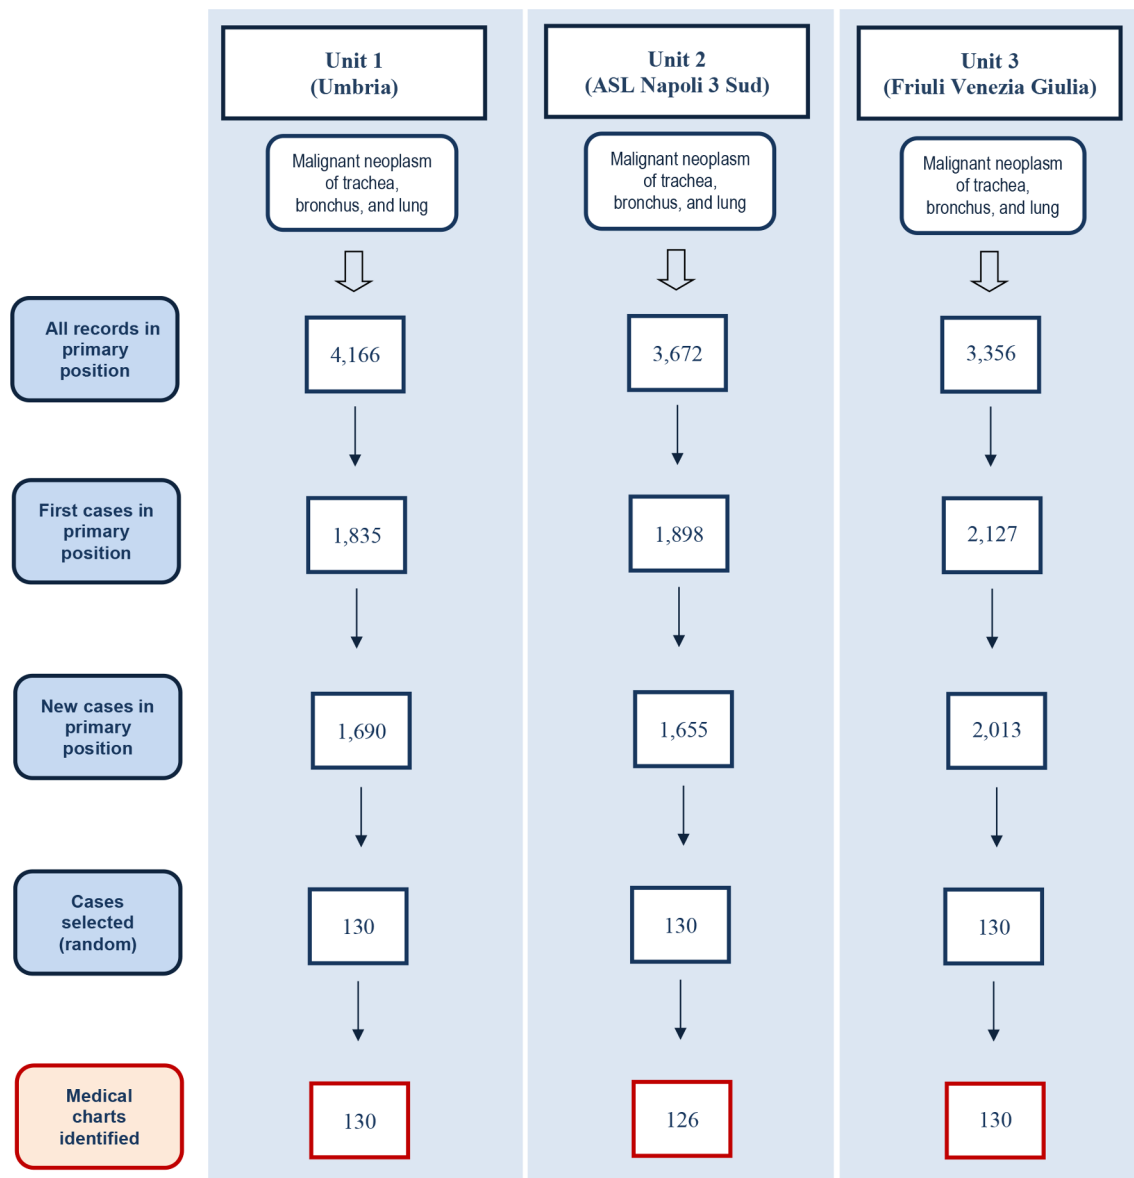 Unit 1
(Umbria)
Unit 2
(ASL Napoli 3 Sud)
Unit 3
(Friuli Venezia Giulia)
Malignant neoplasm
of trachea,
bronchus, and lung
Malignant neoplasm
of trachea,
bronchus, and lung
Malignant neoplasm
of trachea,
bronchus, and lung
All records in
primary
position
4,166
3,672
3,356
First cases in
primary
position
1,835
1,898
2,127
New cases in
primary
position
1,690
1,655
2,013
Cases
selected
(random)
130
130
130
Medical
charts
identified
130
126
130